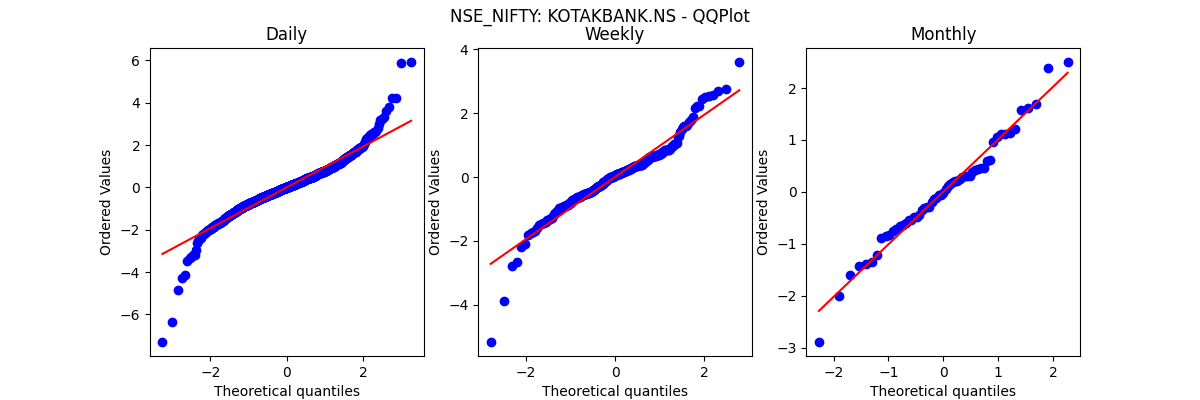 NSE_NIFTY: KOTAKBANK.NS - QQPlot
Daily
Ordered Values
6
4
2
0
−2
−4
−6
−2
0
2
Theoretical quantiles
Weekly
Ordered Values
4
2
0
−2
−4
−2
0
2
Theoretical quantiles
Monthly
Ordered Values
2
1
0
−1
−2
−3
−2
−1
0
1
2
Theoretical quantiles